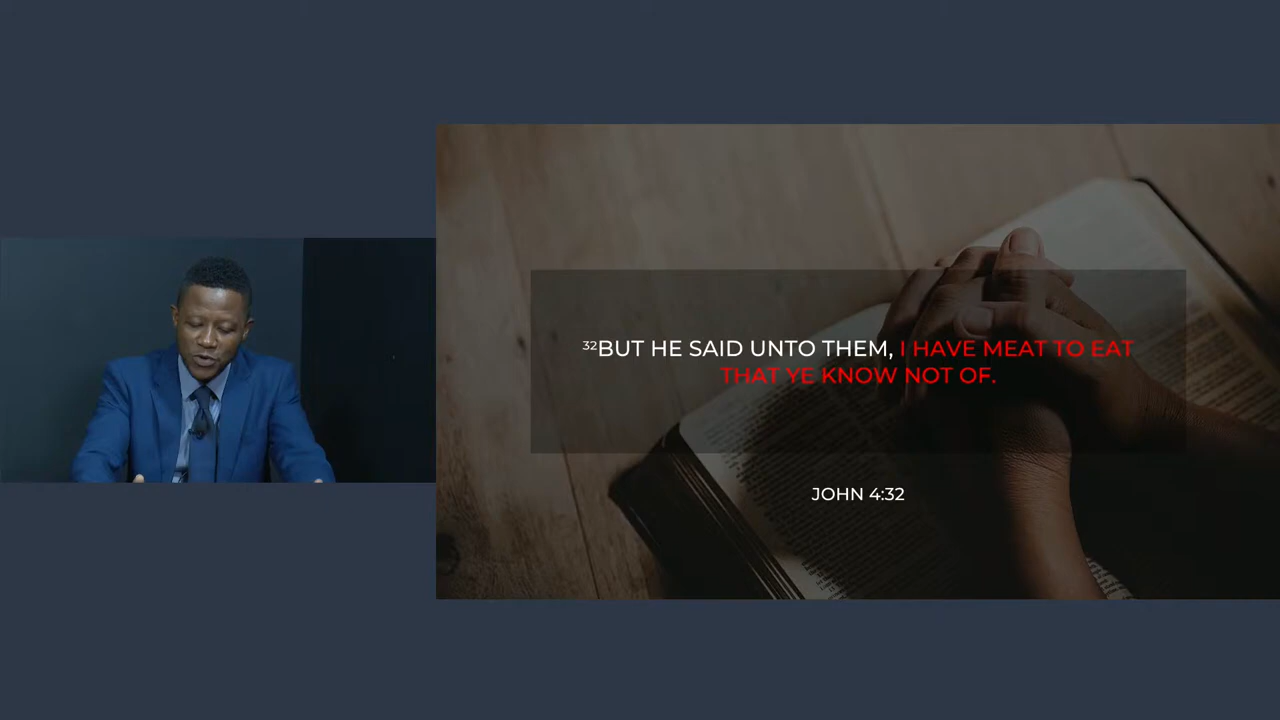 ³²BUT HE SAID UNTO THEM, I HAVE MEAT TO EAT
THAT YE KNOW NOT OF.
JOHN 4:32